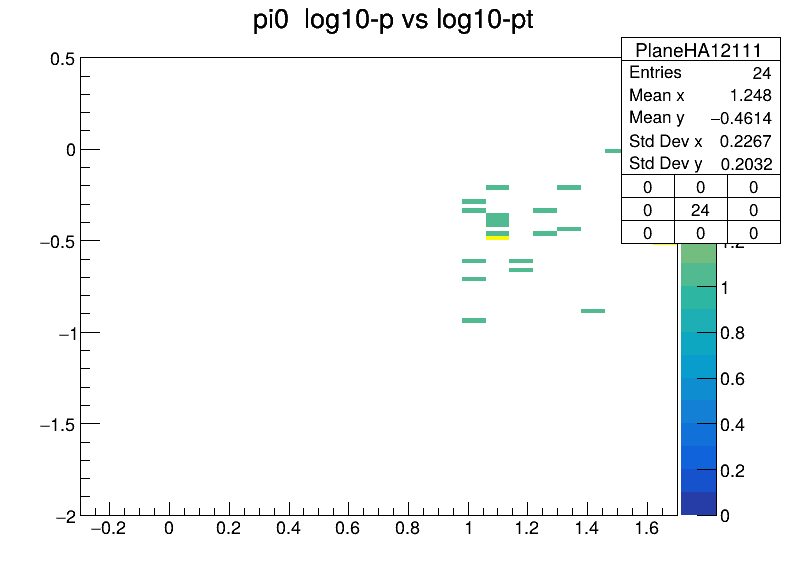 pi0  log10-p vs log10-pt
PlaneHA12111
Entries 24
Mean x 1.248
Mean y −0.4614
Std Dev x 0.2267
Std Dev y 0.2032
0 0 0
0 24 0
0 0 0
0.5
0
−0.5
−1
−1.5
−2
−0.2 0 0.2 0.4 0.6 0.8 1 1.2 1.4 1.6
1.2
1
0.8
0.6
0.4
0.2
0